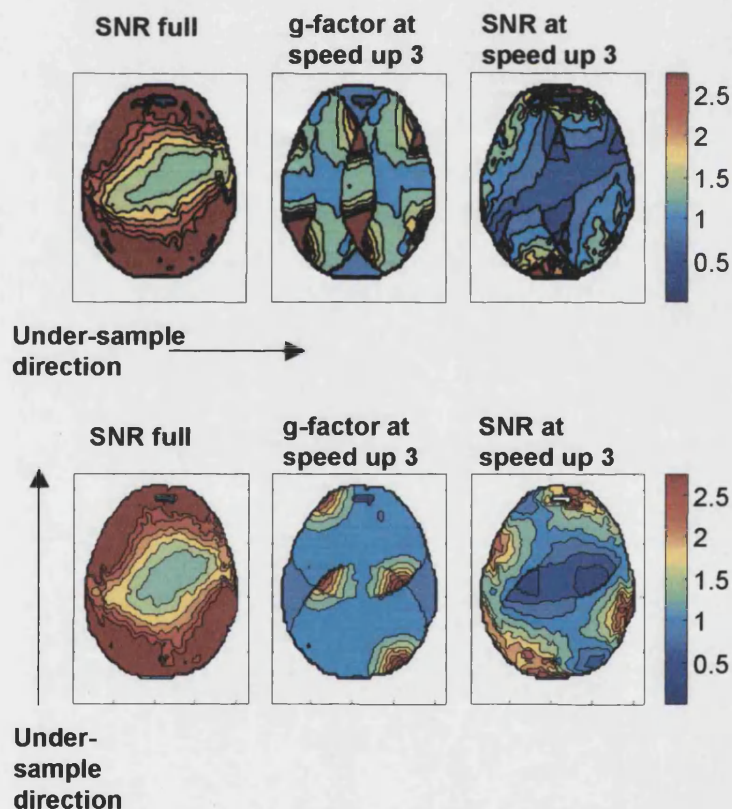 SNR full
g-factor at
speed up 3
SNR at
speed up 3
2.5
2
1.5
1
0.5
Under-sample
direction
SNR full
g-factor at
speed up 3
SNR at
speed up 3
2.5
2
1.5
1
0.5
Under-
sample
direction